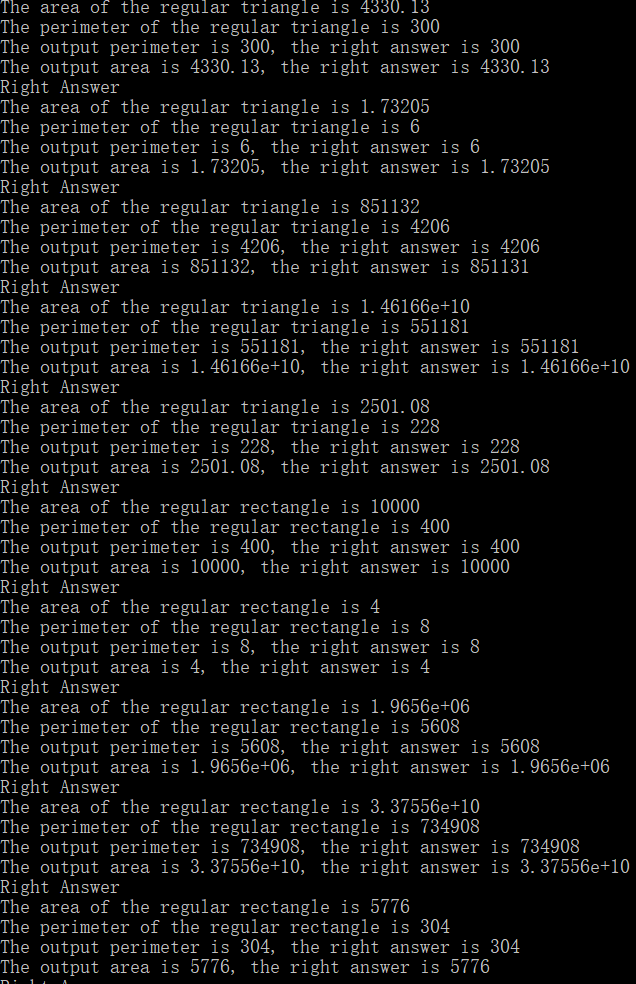 The area of the regular triangle is 4330.13
The perimeter of the regular triangle is 300
The output perimeter is 300, the right answer is 300
The output area is 4330.13, the right answer is 4330.13
Right Answer
The area of the regular triangle is 1.73205
The perimeter of the regular triangle is 6
The output perimeter is 6, the right answer is 6
The output area is 1.73205, the right answer is 1.73205
Right Answer
The area of the regular triangle is 851132
The perimeter of the regular triangle is 4206
The output perimeter is 4206, the right answer is 4206
The output area is 851132, the right answer is 851131
Right Answer
The area of the regular triangle is 1.46166e+10
The perimeter of the regular triangle is 551181
The output perimeter is 551181, the right answer is 551181
The output area is 1.46166e+10, the right answer is 1.46166e+10
Right Answer
The area of the regular triangle is 2501.08
The perimeter of the regular triangle is 228
The output perimeter is 228, the right answer is 228
The output area is 2501.08, the right answer is 2501.08
Right Answer
The area of the regular rectangle is 10000
The perimeter of the regular rectangle is 400
The output perimeter is 400, the right answer is 400
The output area is 10000, the right answer is 10000
Right Answer
The area of the regular rectangle is 4
The perimeter of the regular rectangle is 8
The output perimeter is 8, the right answer is 8
The output area is 4, the right answer is 4
Right Answer
The area of the regular rectangle is 1.9656e+06
The perimeter of the regular rectangle is 5608
The output perimeter is 5608, the right answer is 5608
The output area is 1.9656e+06, the right answer is 1.9656e+06
Right Answer
The area of the regular rectangle is 3.37556e+10
The perimeter of the regular rectangle is 734908
The output perimeter is 734908, the right answer is 734908
The output area is 3.37556e+10, the right answer is 3.37556e+10
Right Answer
The area of the regular rectangle is 5776
The perimeter of the regular rectangle is 304
The output perimeter is 304, the right answer is 304
The output area is 5776, the right answer is 5776